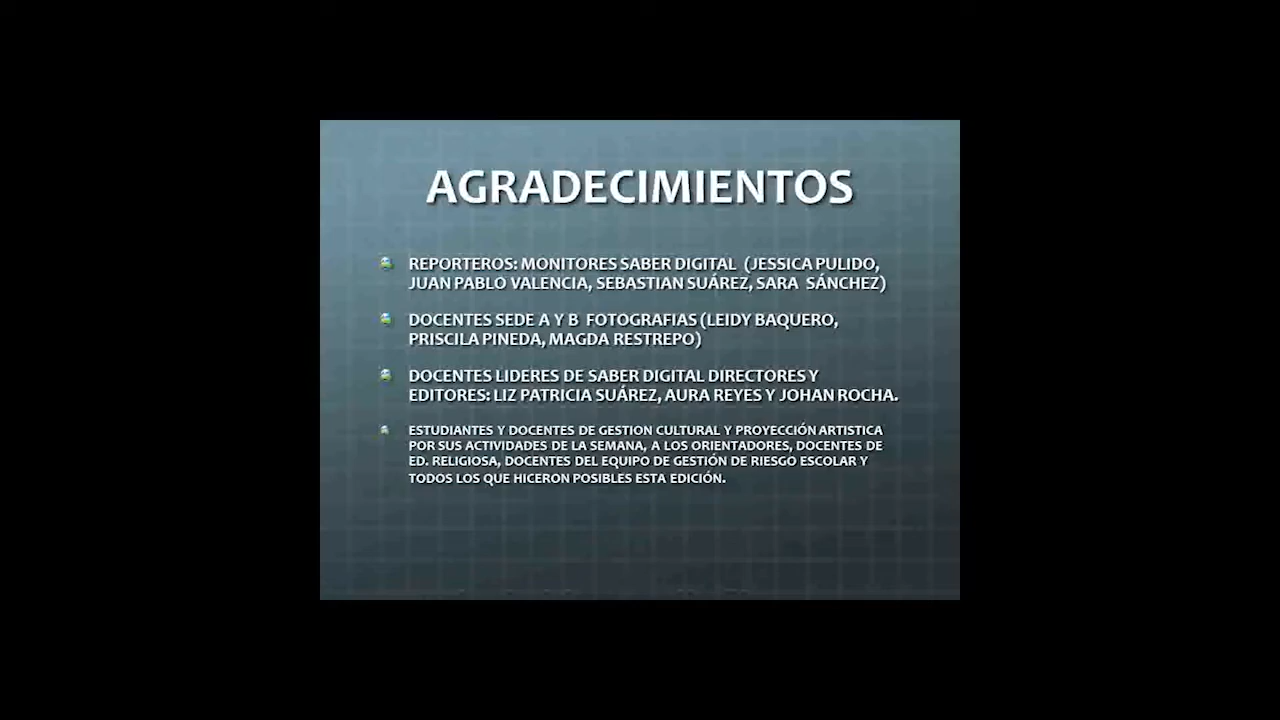 AGRADECIMIENTOS
REPORTEROS: MONITORES SABER DIGITAL (JESSICA PULIDO,
JUAN PABLO VALENCIA, SEBASTIAN SUÁREZ, SARA SÁNCHEZ)
DOCENTES SEDE A Y B FOTOGRAFIAS (LEIDY BAQUERO,
PRISCILA PINEDA, MAGDA RESTREPO)
DOCENTES LIDERES DE SABER DIGITAL DIRECTORES Y
EDITORES: LIZ PATRICIA SUÁREZ, AURA REYES Y JOHAN ROCHA.
ESTUDIANTES Y DOCENTES DE GESTION CULTURAL Y PROYECCIÓN ARTISTICA
POR SUS ACTIVIDADES DE LA SEMANA, A LOS ORIENTADORES, DOCENTES DE
ED. RELIGIOSA, DOCENTES DEL EQUIPO DE GESTIÓN DE RIESGO ESCOLAR Y
TODOS LOS QUE HICERON POSIBLES ESTA EDICIÓN.